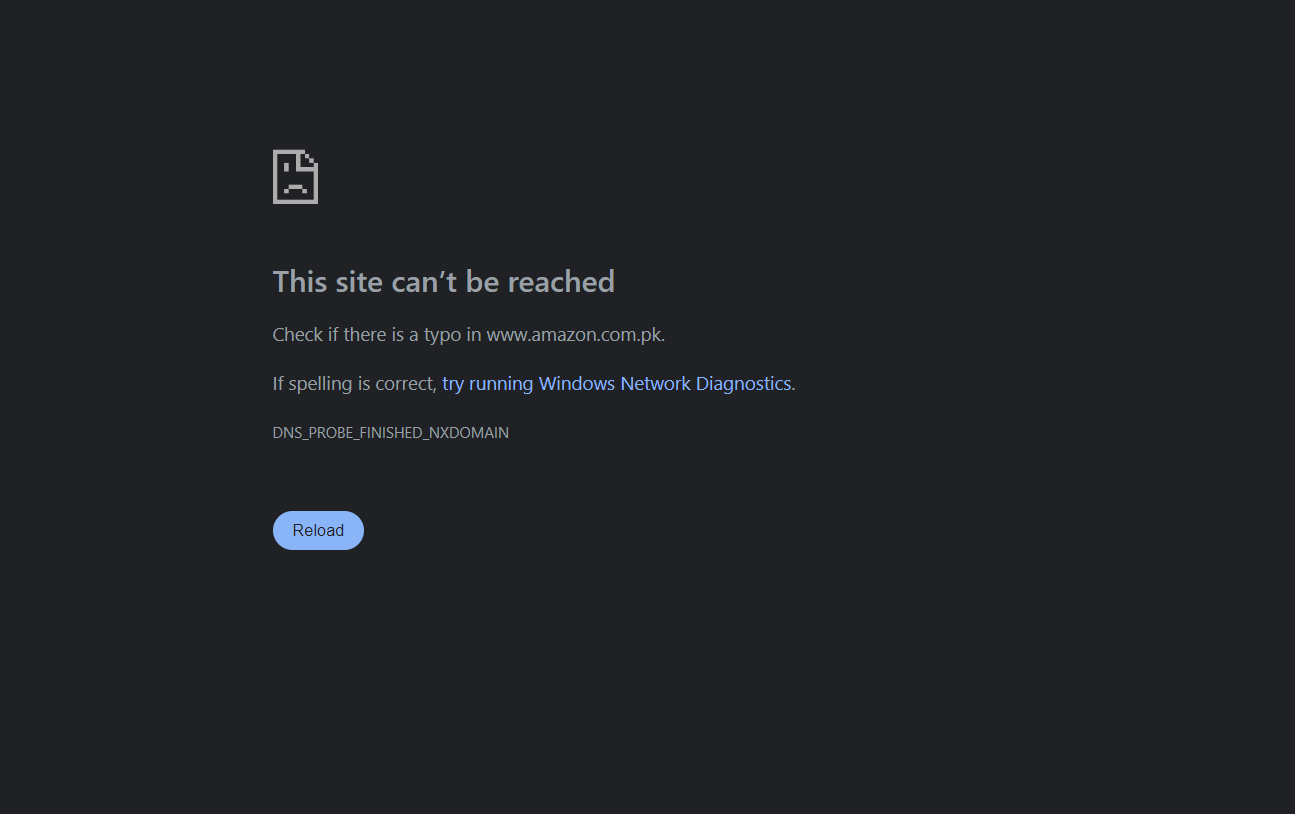 This site can’t be reached
Check if there is a typo in www.amazon.com.pk.
If spelling is correct, try running Windows Network Diagnostics.
DNS_PROBE_FINISHED_NXDOMAIN
Reload